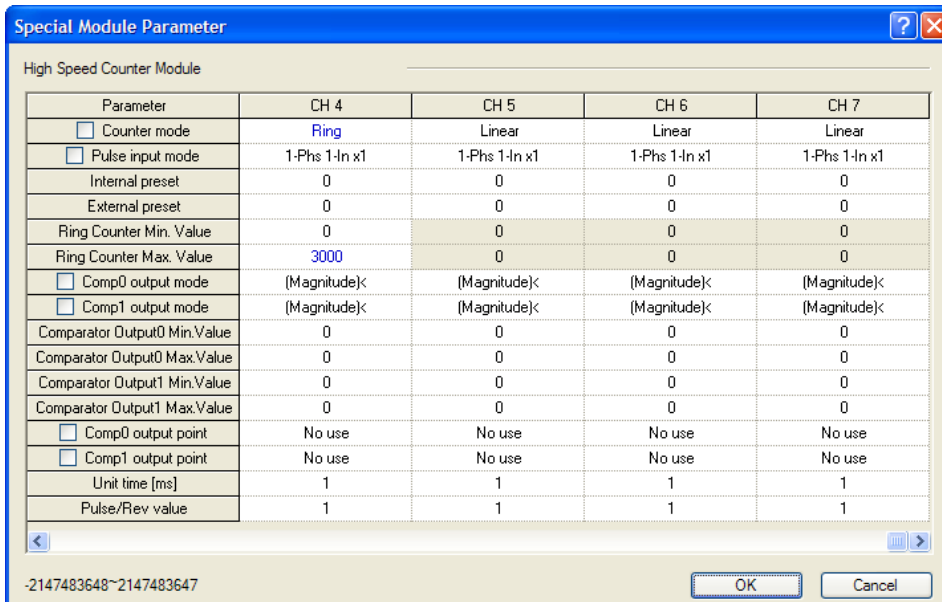 Special Module Parameter
High Speed Counter Module
Parameter CH 4 CH 5 CH 6 CH 7
Counter mode Ring Linear Linear Linear
Pulse input mode 1-Phs 1-In x1 1-Phs 1-In x1 1-Phs 1-In x1 1-Phs 1-In x1
Internal preset 0 0 0 0
External preset 0 0 0 0
Ring Counter Min. Value 0 0 0 0
Ring Counter Max. Value 3000 0 0 0
Comp0 output mode (Magnitude)< (Magnitude)< (Magnitude)< (Magnitude)<
Comp1 output mode (Magnitude)< (Magnitude)< (Magnitude)< (Magnitude)<
Comparator Output0 Min.Value 0 0 0 0
Comparator Output0 Max.Value 0 0 0 0
Comparator Output1 Min.Value 0 0 0 0
Comparator Output1 Max.Value 0 0 0 0
Comp0 output point No use No use No use No use
Comp1 output point No use No use No use No use
Unit time [ms] 1 1 1 1
Pulse/Rev value 1 1 1 1
-2147483648~2147483647 OK Cancel